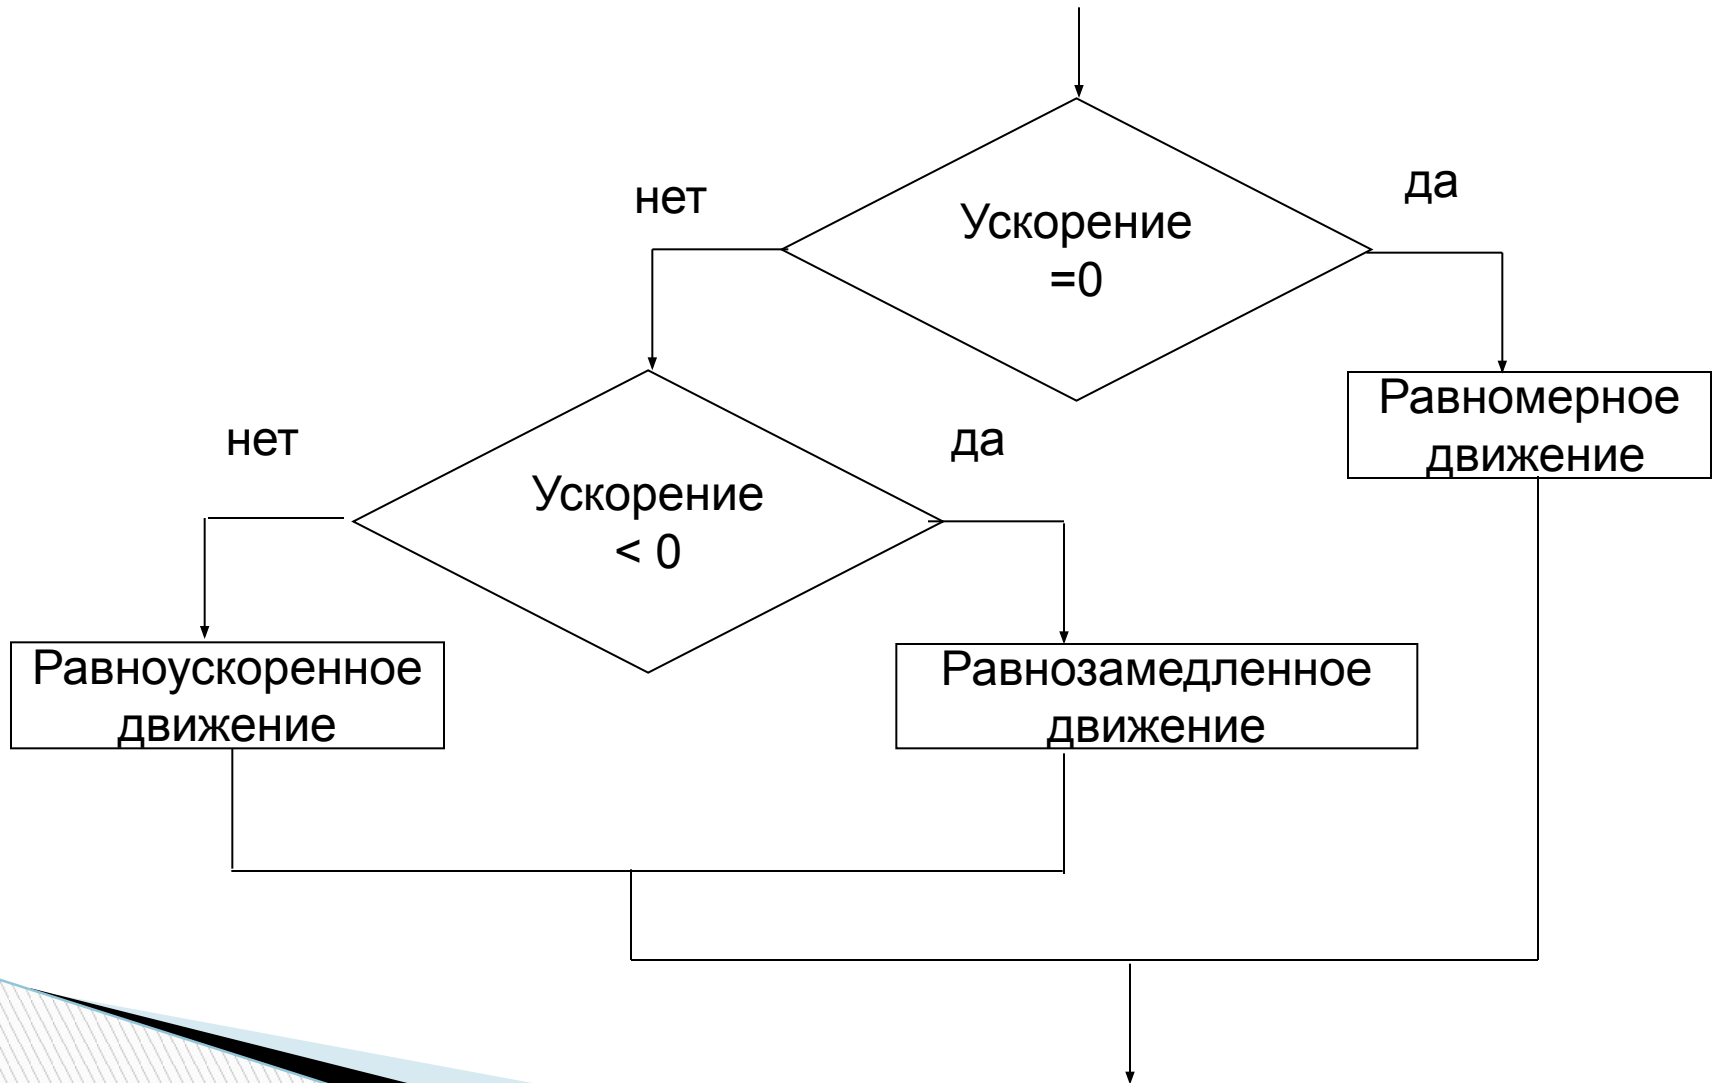 нет
да
Ускорение
=0
Равномерное
движение
нет
да
Ускорение
< 0
Равноускоренное
движение
Равнозамедленное
движение